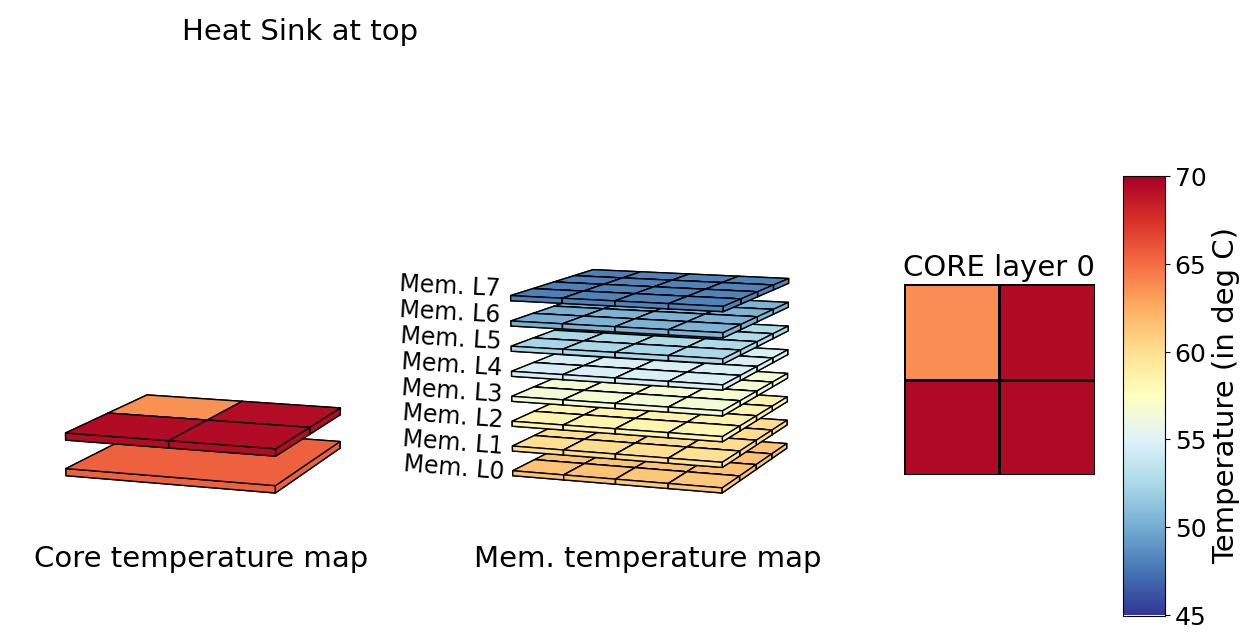 Heat Sink at top
Mem. L7
Mem. L6
Mem. L5
Mem. L4
Mem. L3
Mem. L2
Mem. L1
Mem. L0
Core temperature map
Mem. temperature map
CORE layer 0
70
65
60
55
50
45
Temperature (in deg C)